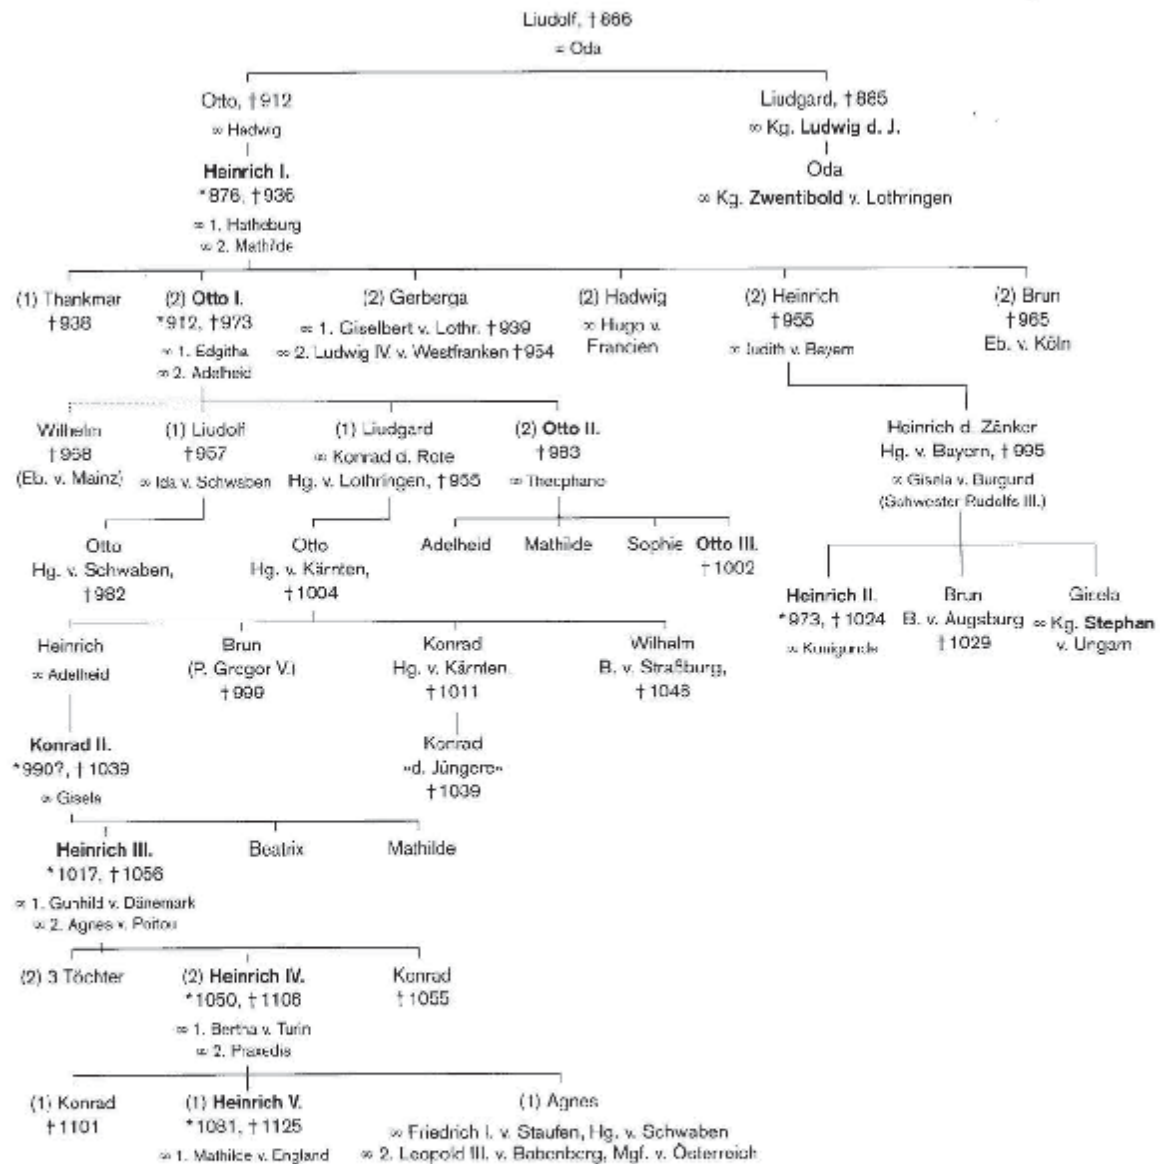 Liudolf, †866
∞ Oda
Otto, †912
Liudgard, †885
∞ Hadwig
∞ Kg. Ludwig d. J.
Heinrich I.
Oda
*876, †936
∞ Kg. Zwentibold v. Lothringen
∞ 1. Hatheburg
∞ 2. Mathilde
(1) Thankmar
†938
(2) Otto I.
*912, †973
∞ 1. Edgitha
∞ 2. Adelheid
(2) Gerberga
∞ 1. Giselbert v. Lothr. †939
∞ 2. Ludwig IV. v. Westfranken †954
(2) Hadwig
∞ Hugo v.
Francien
(2) Heinrich
†955
∞ Judith v. Bayern
(2) Brun
†965
Eb. v. Köln
Wilhelm
†968
(Eb. v. Mainz)
(1) Liudolf
†957
∞ Ida v. Schwaben
(1) Liudgard
∞ Konrad d. Rote
Hg. v. Lothringen, †955
(2) Otto II.
†983
∞ Theophano
Heinrich d. Zänker
Hg. v. Bayern, †995
∞ Gisela v. Burgund
(Schwester Rudolfs III.)
Otto
Hg. v. Schwaben,
†982
Otto
Hg. v. Kärnten,
†1004
Adelheid
Mathilde
Sophie
Otto III.
†1002
Heinrich II.
*973, †1024
∞ Kunigunde
Brun
B. v. Augsburg
†1029
Gisela
∞ Kg. Stephan
v. Ungarn
Heinrich
∞ Adelheid
Brun
(P. Gregor V.)
†999
Konrad
Hg. v. Kärnten
†1011
Wilhelm
B. v. Straßburg,
†1046
Konrad II.
*990?, †1039
∞ Gisela
Konrad
»d. Jüngere«
†1039
Heinrich III.
*1017, †1056
∞ 1. Gunhild v. Dänemark
∞ 2. Agnes v. Poitou
Beatrix
Mathilde
(2) 3 Töchter
(2) Heinrich IV.
*1050, †1106
∞ 1. Bertha v. Turin
∞ 2. Praxedis
Konrad
†1055
(1) Konrad
†1101
(1) Heinrich V.
*1081, †1125
∞ 1. Mathilde v. England
(1) Agnes
∞ Friedrich I. v. Staufen, Hg. v. Schwaben
∞ 2. Leopold III. v. Babenberg, Mgf. v. Österreich